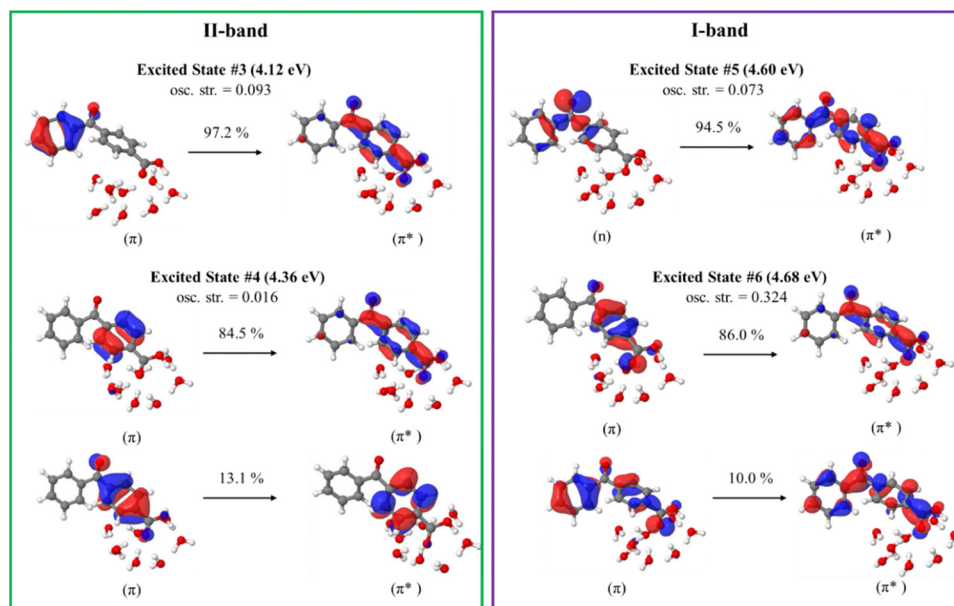 II-band
Excited State #3 (4.12 eV)
osc. str. = 0.093
97.2 %
(π)
(π* )
Excited State #4 (4.36 eV)
osc. str. = 0.016
84.5 %
(π)
(π* )
13.1 %
(π)
(π* )
I-band
Excited State #5 (4.60 eV)
osc. str. = 0.073
94.5 %
(n)
(π* )
Excited State #6 (4.68 eV)
osc. str. = 0.324
86.0 %
(π)
(π* )
10.0 %
(π)
(π* )